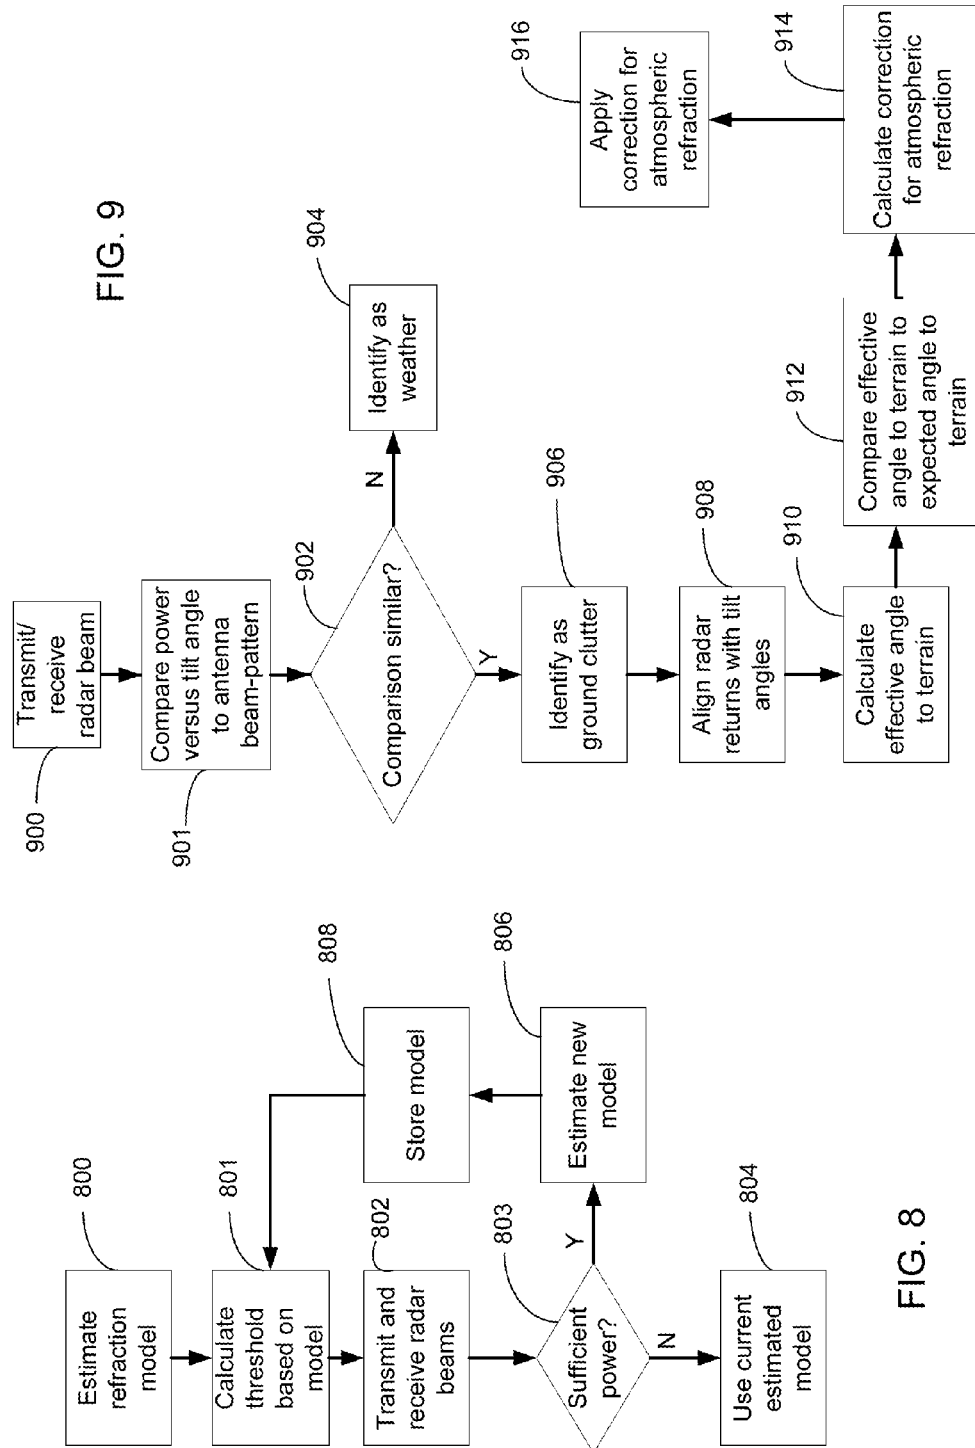 Estimate
refraction
model
800
Calculate
threshold
based on
model
801
Transmit and
receive radar
beams
802
Sufficient
power?
803
Y
N
Use current
estimated
model
804
Estimate new
model
806
Store model
808
FIG. 8
FIG. 9
Transmit/
receive
radar beam
900
Compare power
versus tilt angle
to antenna
beam-pattern
901
Comparison similar?
902
N
Identify as
weather
904
Y
Identify as
ground clutter
906
Align radar
returns with tilt
angles
908
Calculate
effective angle
to terrain
910
Compare effective
angle to terrain to
expected angle to
terrain
912
Calculate correction
for atmospheric
refraction
914
Apply
correction for
atmospheric
refraction
916